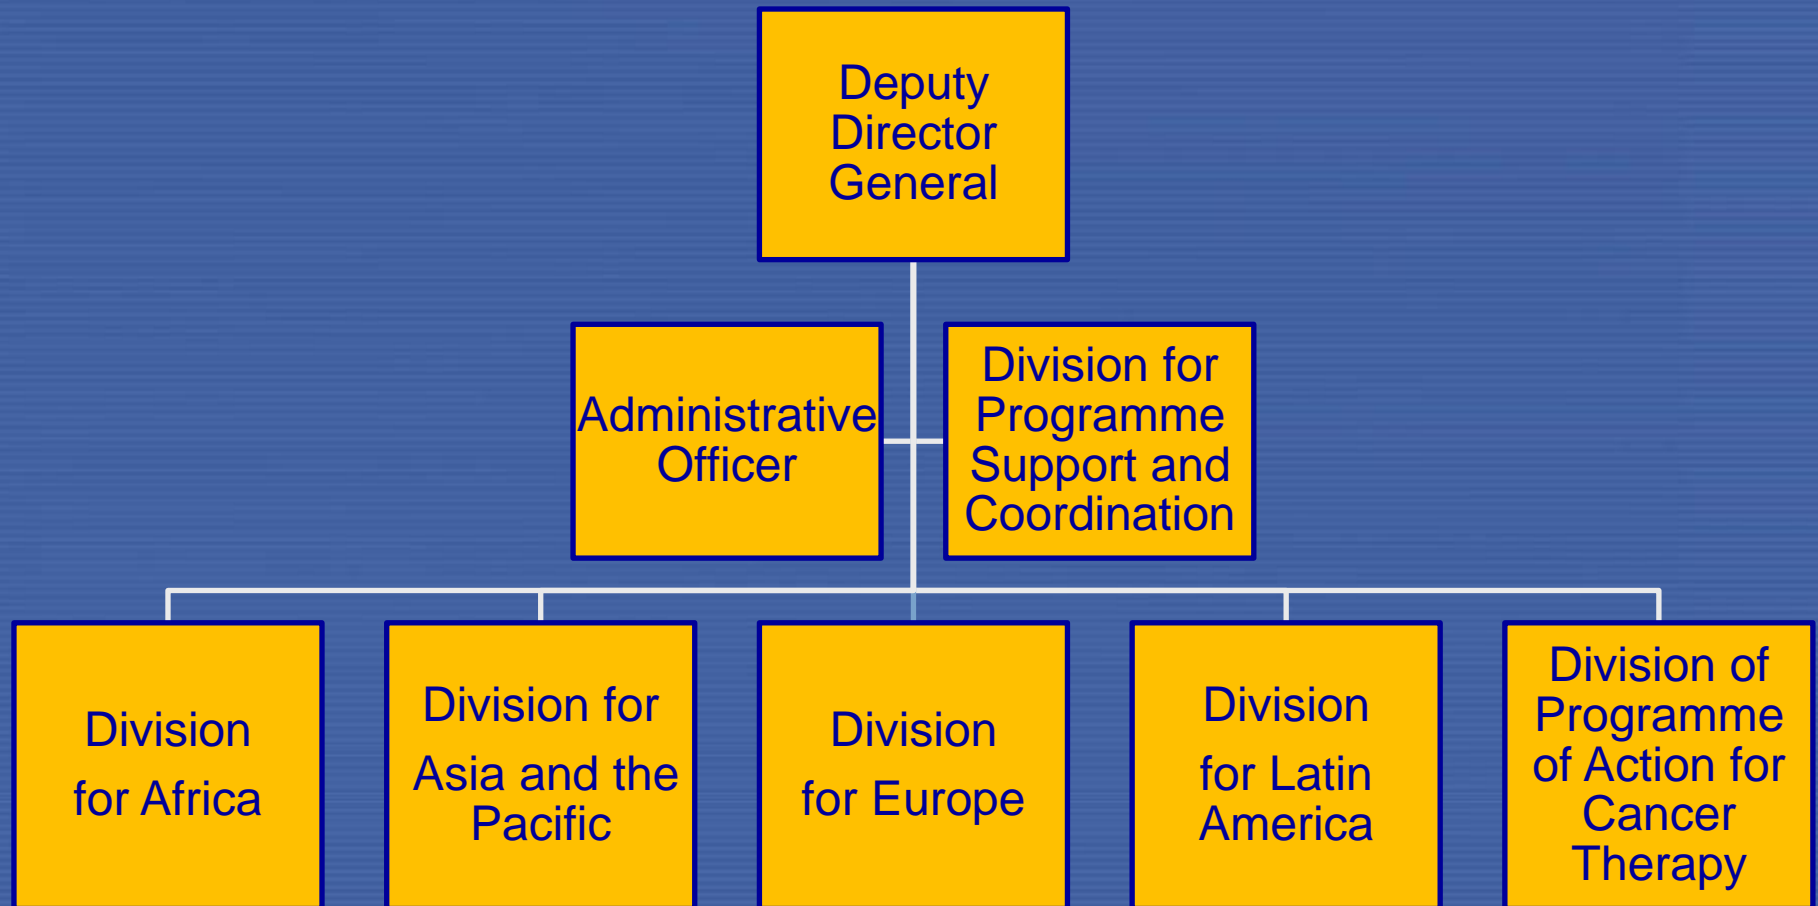 Deputy
Director
General
Administrative
Officer
Division for
Programme
Support and
Coordination
Division
for Africa
Division for
Asia and the
Pacific
Division
for Europe
Division
for Latin
America
Division of
Programme
of Action for
Cancer
Therapy